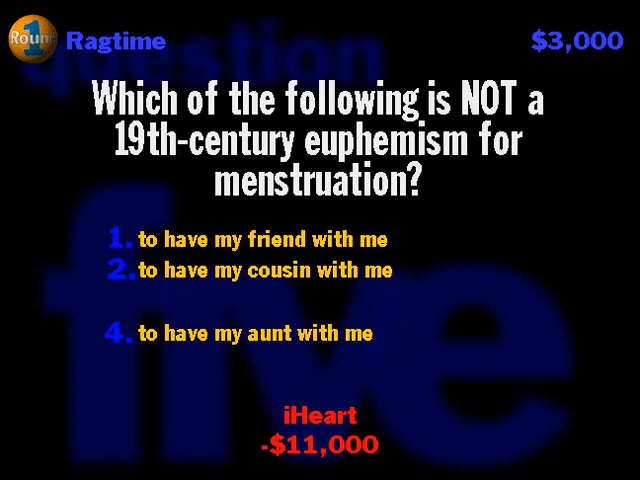 Round 1 Ragtime $3,000
question
Which of the following is NOT a
19th-century euphemism for
menstruation?
1. to have my friend with me
2. to have my cousin with me
4. to have my aunt with me
five
iHeart
-$11,000